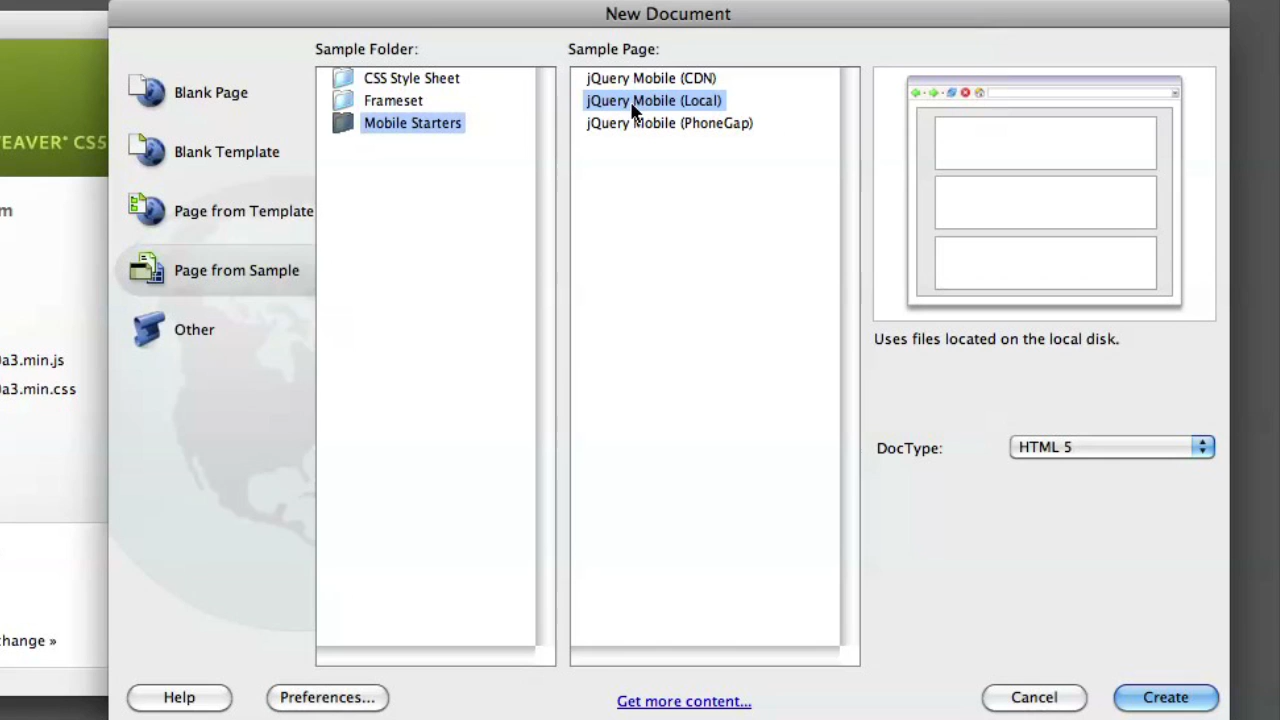 New Document
Sample Folder:
Sample Page:
Blank Page
Blank Template
Page from Template
Page from Sample
Other
CSS Style Sheet
Frameset
Mobile Starters
jQuery Mobile (CDN)
jQuery Mobile (Local)
jQuery Mobile (PhoneGap)
Uses files located on the local disk.
DocType:
HTML 5
EAVER® CS5
m
a3.min.js
a3.min.css
change »
Help
Preferences...
Get more content...
Cancel
Create